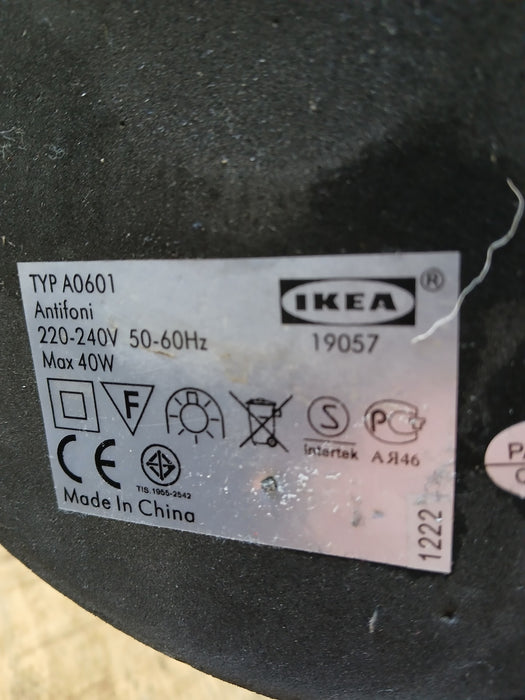 TYP A0601
Antifoni
220-240V 50-60Hz
Max 40W
IKEA®
19057
F
S
Intertek
PC
АЯ46
CE
TIS.1955-2542
Made In China
1222